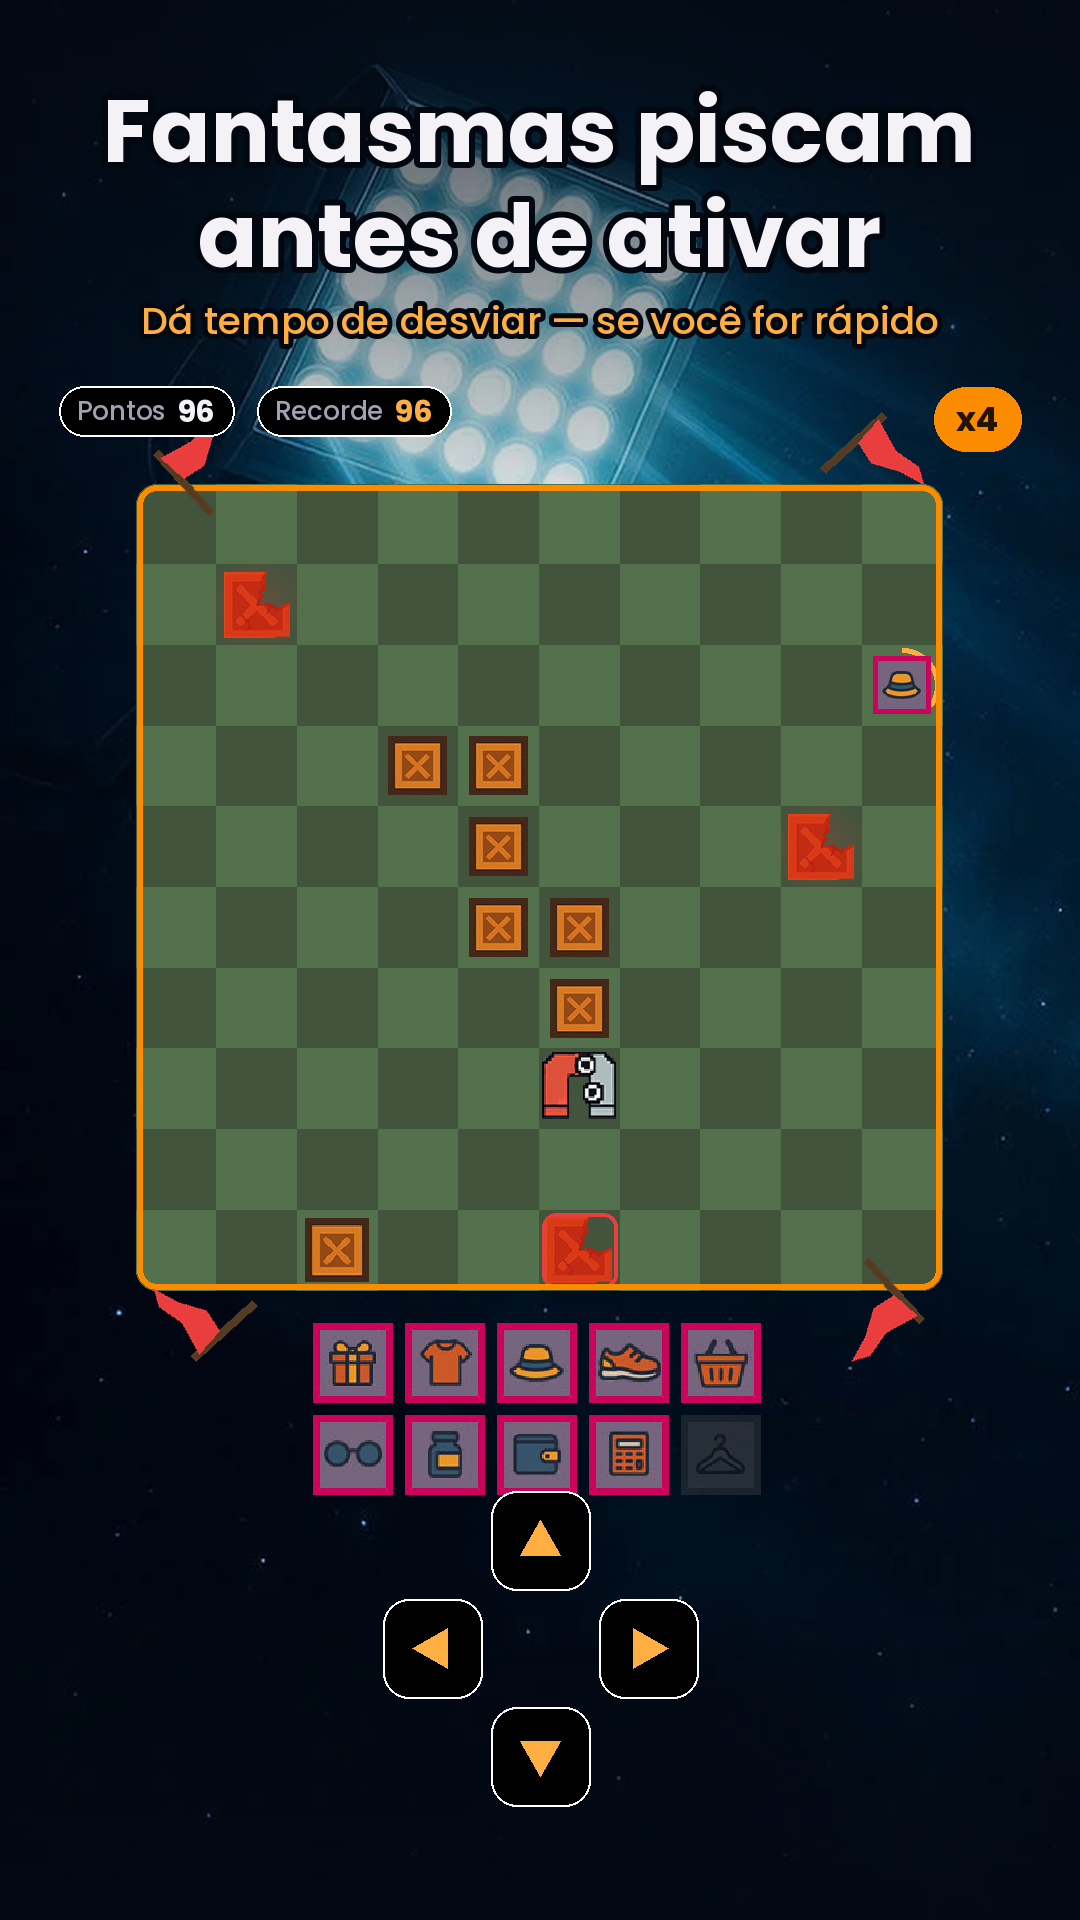 Fantasmas piscam
antes de ativar
Dá tempo de desviar — se você for rápido
Pontos 96
Recorde 96
x4